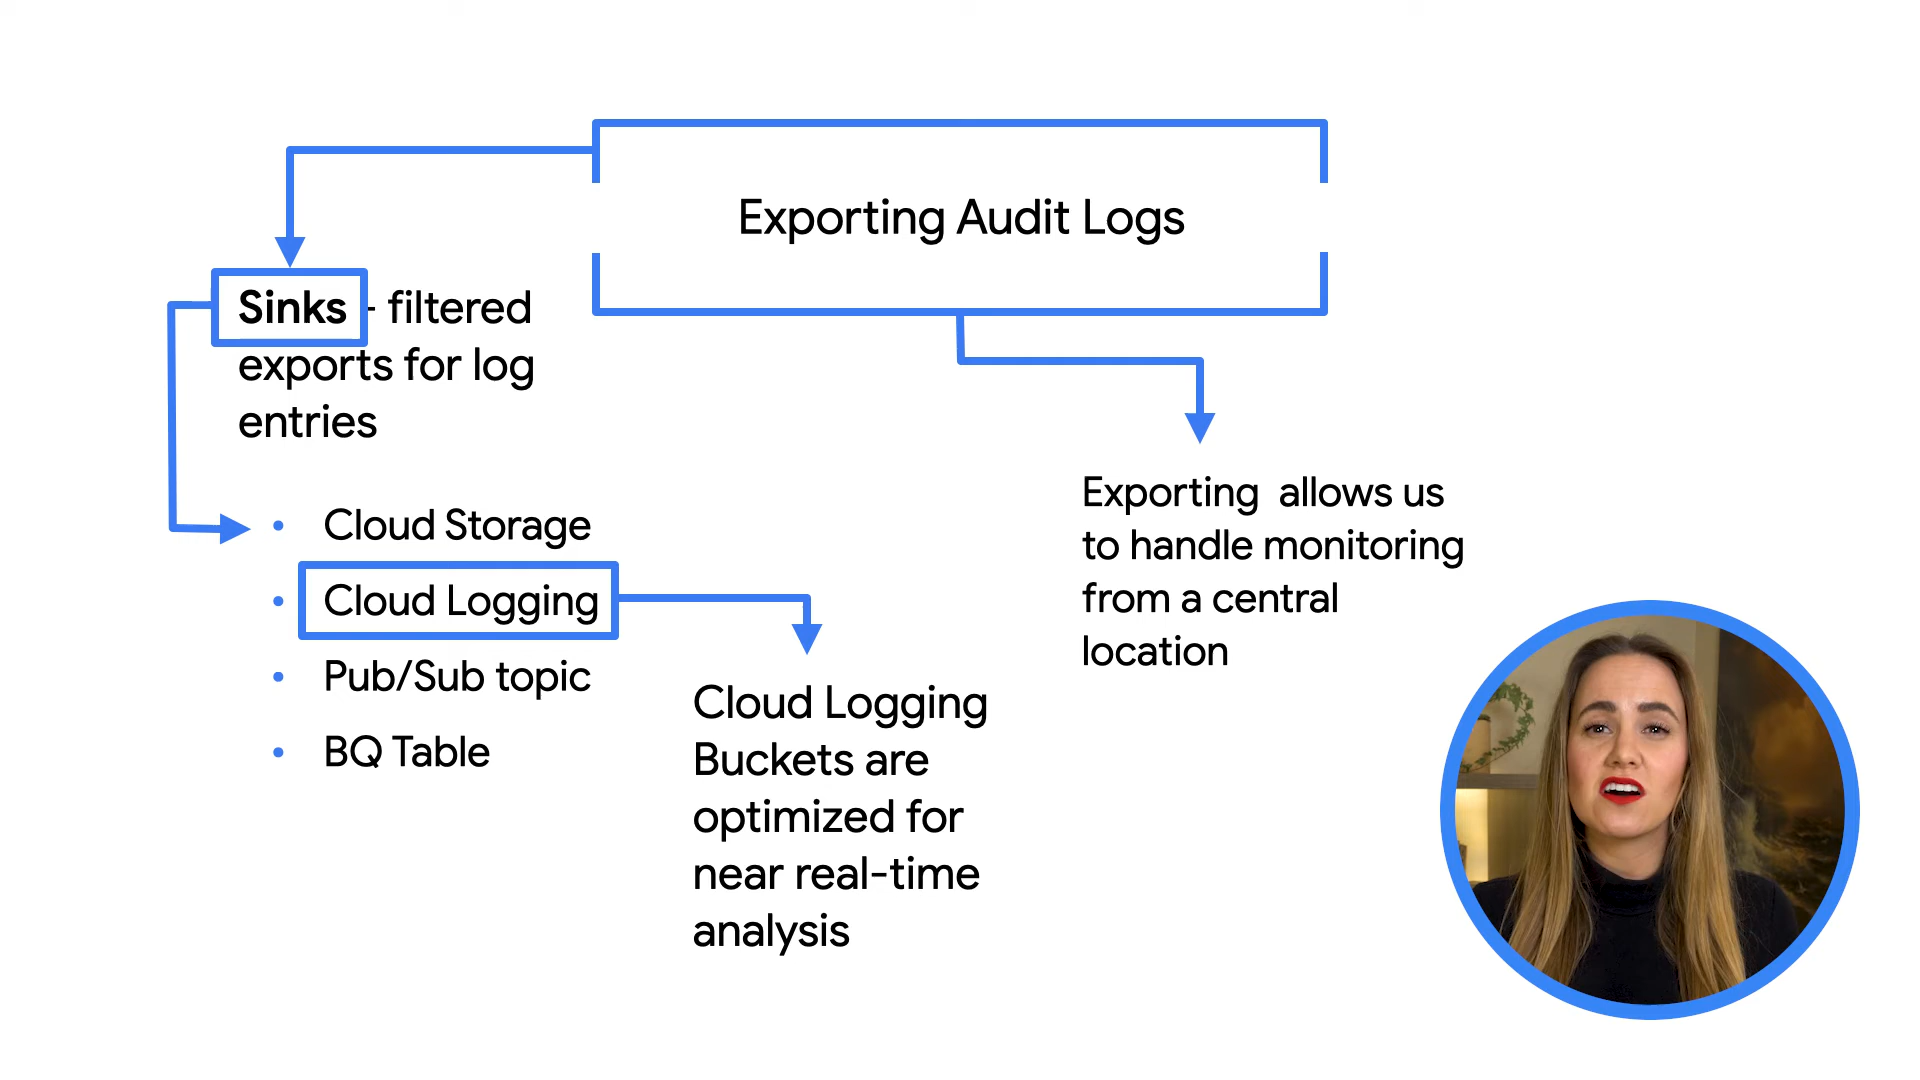 Exporting Audit Logs
Sinks - filtered
exports for log
entries
• Cloud Storage
• Cloud Logging
• Pub/Sub topic
• BQ Table
Cloud Logging
Buckets are
optimized for
near real-time
analysis
Exporting  allows us
to handle monitoring
from a central
location